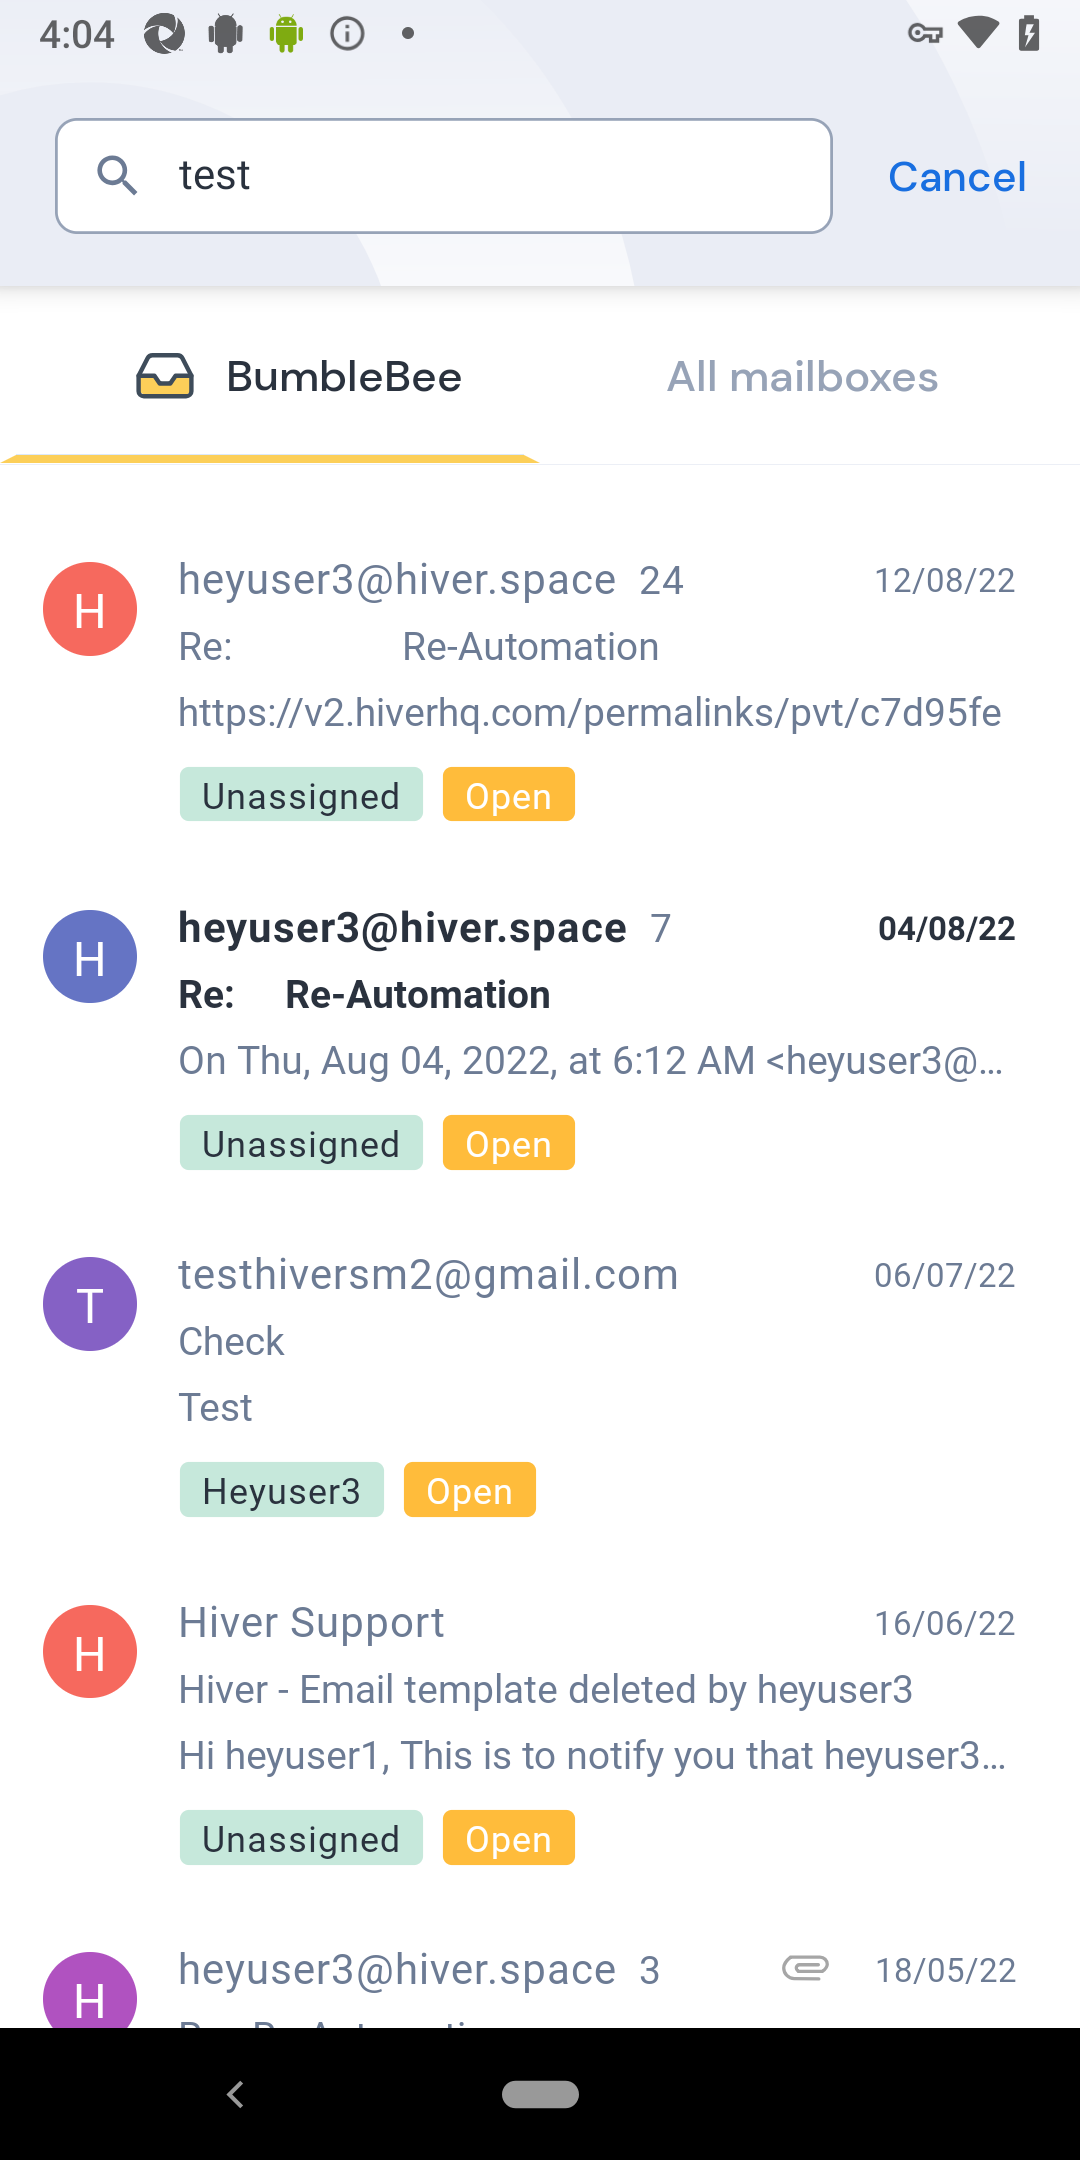 4:04
test
Cancel
BumbleBee
All mailboxes
H
heyuser3@hiver.space 24
12/08/22
Re: Re-Automation
https://v2.hiverhq.com/permalinks/pvt/c7d95fe
Unassigned
Open
H
heyuser3@hiver.space 7
04/08/22
Re: Re-Automation
On Thu, Aug 04, 2022, at 6:12 AM <heyuser3@...
Unassigned
Open
T
testhiversm2@gmail.com
06/07/22
Check
Test
Heyuser3
Open
H
Hiver Support
16/06/22
Hiver - Email template deleted by heyuser3
Hi heyuser1, This is to notify you that heyuser3...
Unassigned
Open
H
heyuser3@hiver.space 3
18/05/22